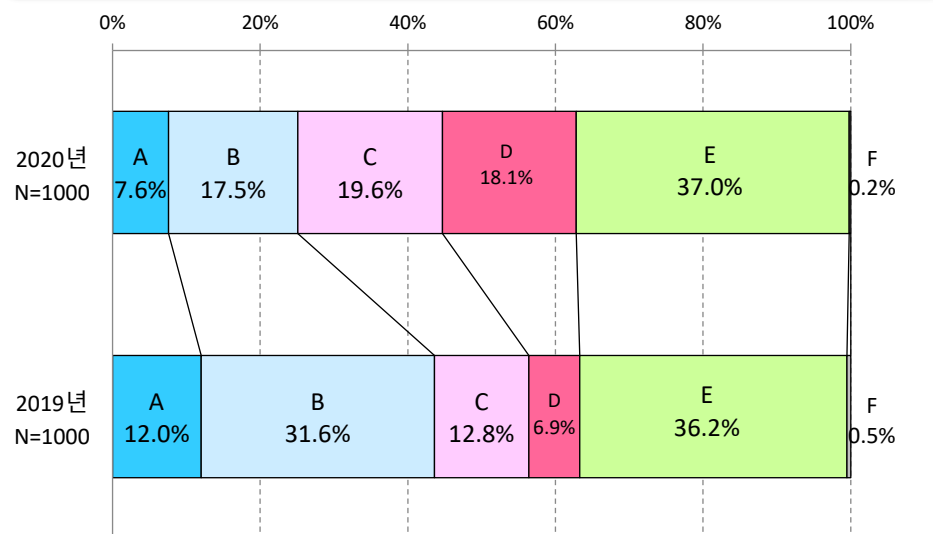 0% 20% 40% 60% 80% 100%
2020년
N=1000
A
7.6%
B
17.5%
C
19.6%
D
18.1%
E
37.0%
F
0.2%
2019년
N=1000
A
12.0%
B
31.6%
C
12.8%
D
6.9%
E
36.2%
F
0.5%